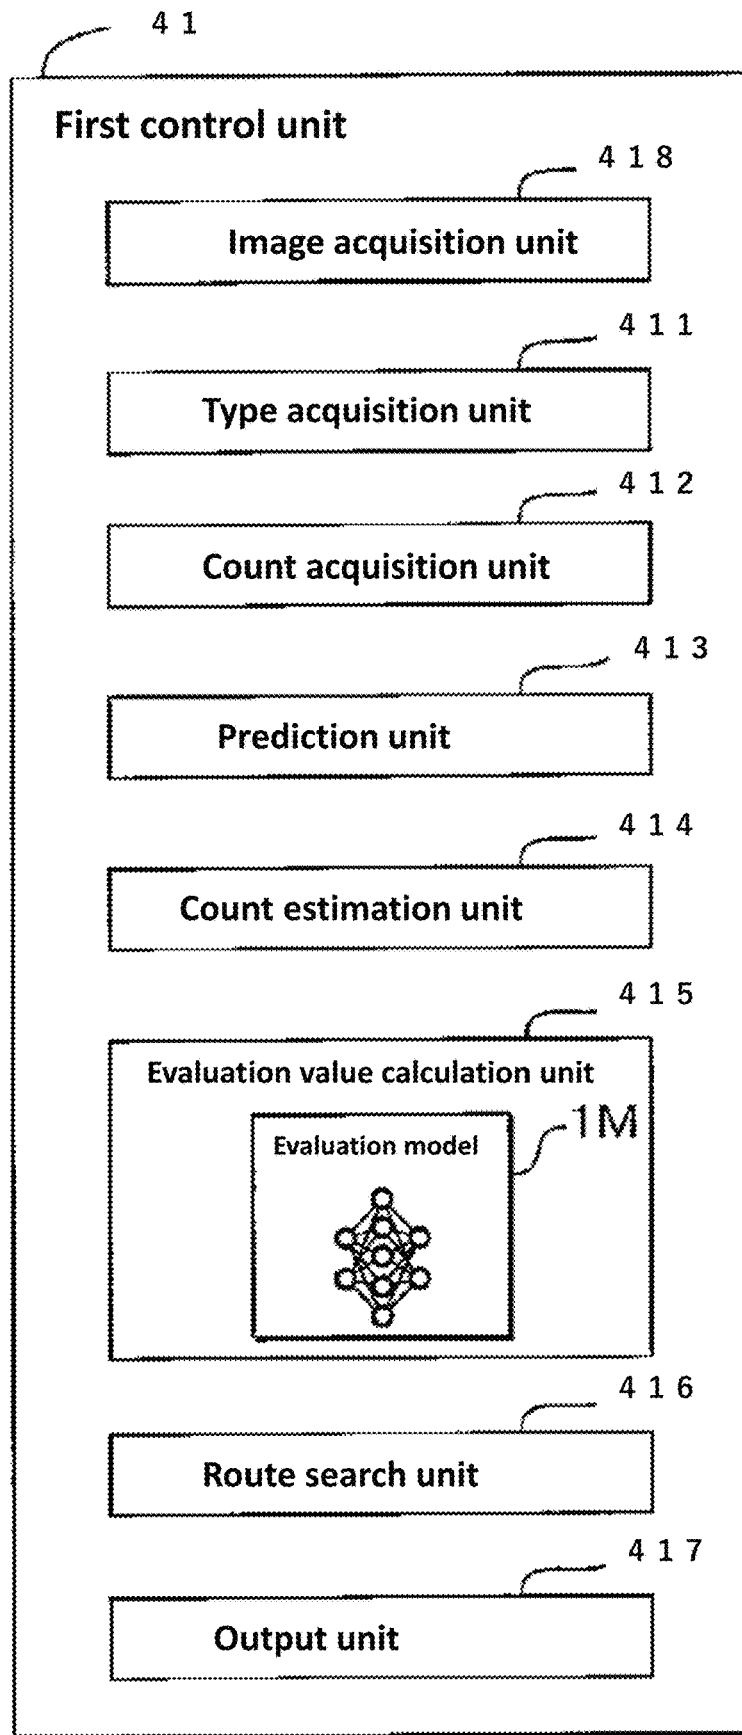 41
First control unit
418
Image acquisition unit
411
Type acquisition unit
412
Count acquisition unit
413
Prediction unit
414
Count estimation unit
415
Evaluation value calculation unit
1M
Evaluation model
416
Route search unit
417
Output unit